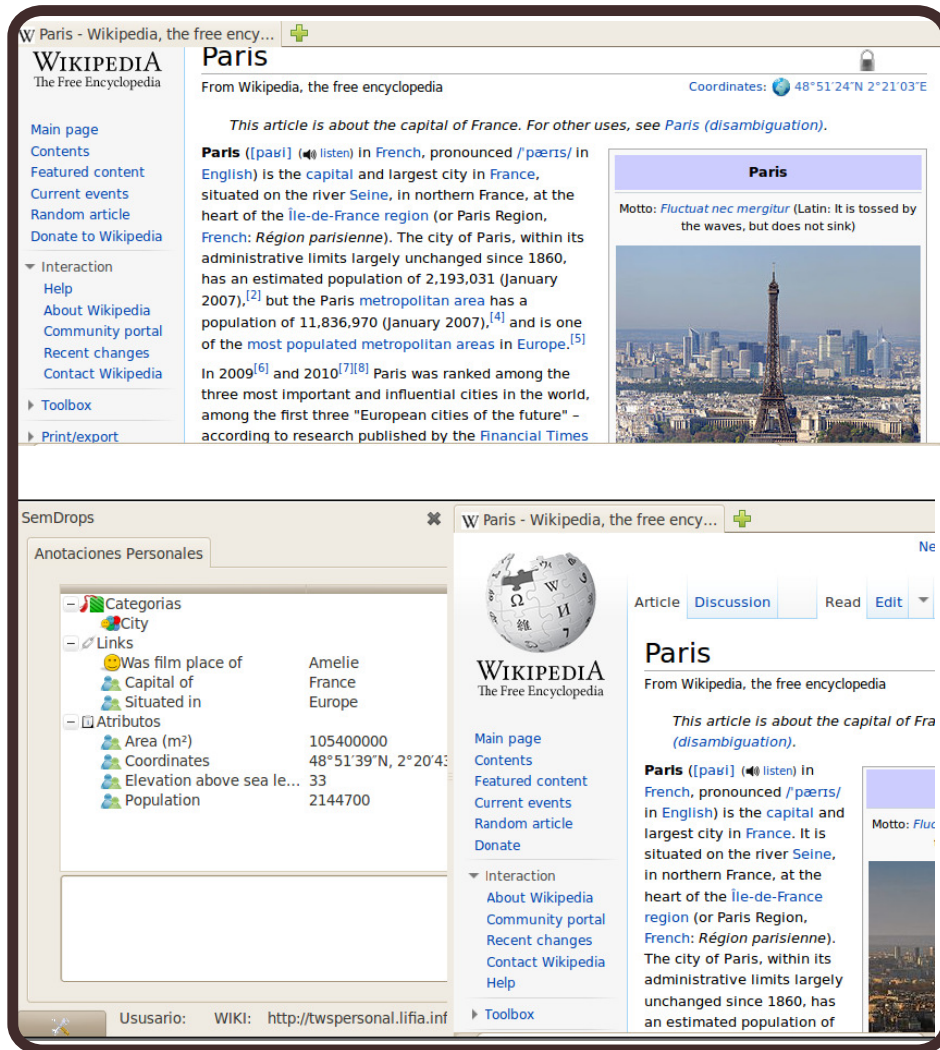 Paris - Wikipedia, the free ency...
WIKIPEDIA
The Free Encyclopedia
Main page
Contents
Featured content
Current events
Random article
Donate to Wikipedia
Interaction
Help
About Wikipedia
Community portal
Recent changes
Contact Wikipedia
Toolbox
Print/export
Paris
From Wikipedia, the free encyclopedia
Coordinates: 48°51′24″N 2°21′03″E
This article is about the capital of France. For other uses, see Paris (disambiguation).
Paris ([paʁi] (listen) in French, pronounced /ˈpærɪs/ in
English) is the capital and largest city in France,
situated on the river Seine, in northern France, at the
heart of the Île-de-France region (or Paris Region,
French: Région parisienne). The city of Paris, within its
administrative limits largely unchanged since 1860,
has an estimated population of 2,193,031 (January
2007),[2] but the Paris metropolitan area has a
population of 11,836,970 (January 2007),[4] and is one
of the most populated metropolitan areas in Europe.[5]
In 2009[6] and 2010[7][8] Paris was ranked among the
three most important and influential cities in the world,
among the first three "European cities of the future" –
according to research published by the Financial Times
Paris
Motto: Fluctuat nec mergitur (Latin: It is tossed by
the waves, but does not sink)
SemDrops
Anotaciones Personales
Categorias
City
Links
Was film place of Amelie
Capital of France
Situated in Europe
Atributos
Area (m²) 105400000
Coordinates 48°51'39"N, 2°20'43
Elevation above sea le... 33
Population 2144700
Ususario: WIKI: http://twspersonal.lifia.inf
Paris - Wikipedia, the free ency...
Ne
WIKIPEDIA
The Free Encyclopedia
Main page
Contents
Featured content
Current events
Random article
Donate
Interaction
About Wikipedia
Community portal
Recent changes
Contact Wikipedia
Help
Toolbox
Article Discussion Read Edit
Paris
From Wikipedia, the free encyclopedia
This article is about the capital of Fra
(disambiguation).
Paris ([paʁi] (listen) in
French, pronounced /ˈpærɪs/
in English) is the capital and
largest city in France. It is
situated on the river Seine,
in northern France, at the
heart of the Île-de-France
region (or Paris Region,
French: Région parisienne).
The city of Paris, within its
administrative limits largely
unchanged since 1860, has
an estimated population of
Motto: Fluc